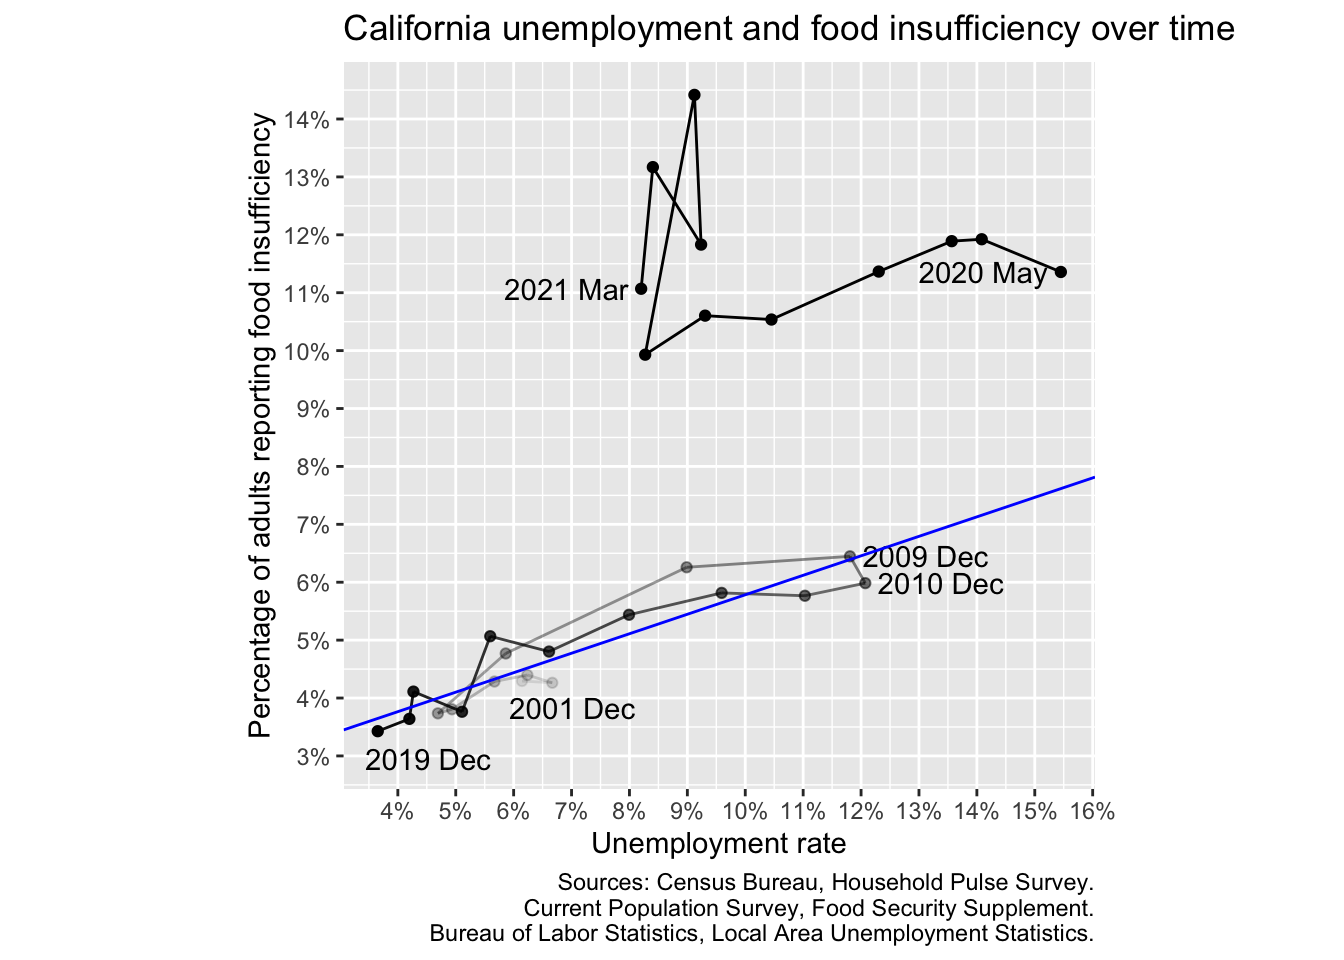 California unemployment and food insufficiency over time
Percentage of adults reporting food insufficiency
14%
13%
12%
11%
10%
9%
8%
7%
6%
5%
4%
3%
2021 Mar
2020 May
2009 Dec
2010 Dec
2001 Dec
2019 Dec
4% 5% 6% 7% 8% 9% 10% 11% 12% 13% 14% 15% 16%
Unemployment rate
Sources: Census Bureau, Household Pulse Survey.
Current Population Survey, Food Security Supplement.
Bureau of Labor Statistics, Local Area Unemployment Statistics.